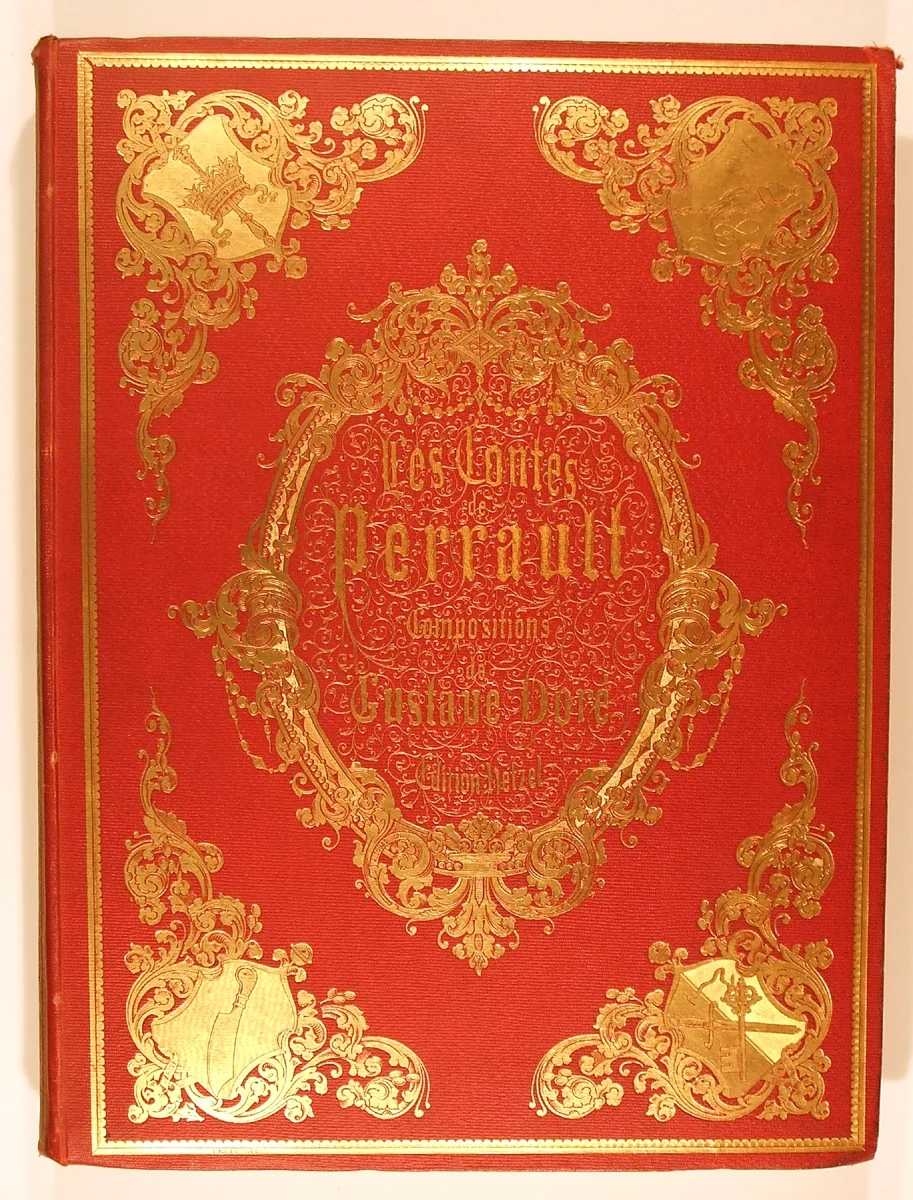 Les Contes
de
Perrault
Compositions
de
Gustave Doré
Édition Hetzel